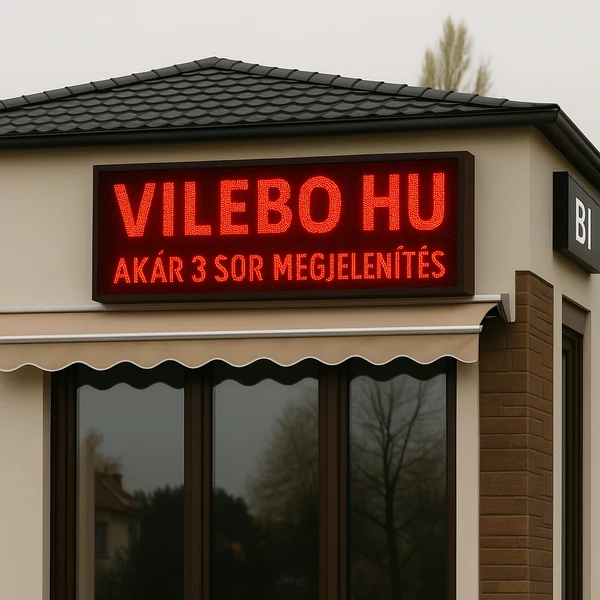 VILEBO HU
AKÁR 3 SOR MEGJELENÍTÉS
BI